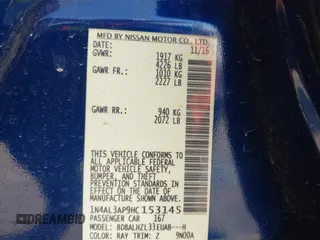 MFD BY NISSAN MOTOR CO., LTD.
DATE: 11/16
GVWR: 1917 KG
4226 LB
GAWR FR.: 1010 KG
2227 LB
GAWR RR.: 940 KG
2072 LB
THIS VEHICLE CONFORMS TO ALL
APPLICABLE FEDERAL MOTOR
VEHICLE SAFETY, BUMPER, AND
THEFT PREVENTION STANDARDS
IN EFFECT ON THE DATE OF
MANUFACTURE SHOWN ABOVE.
1N4AL3AP9HC153145
PASSENGER CAR 167
MODEL: BDBALHZL33EUAB---H
COLOR: RAY TRIM: Z 9N00A
BIDCARS